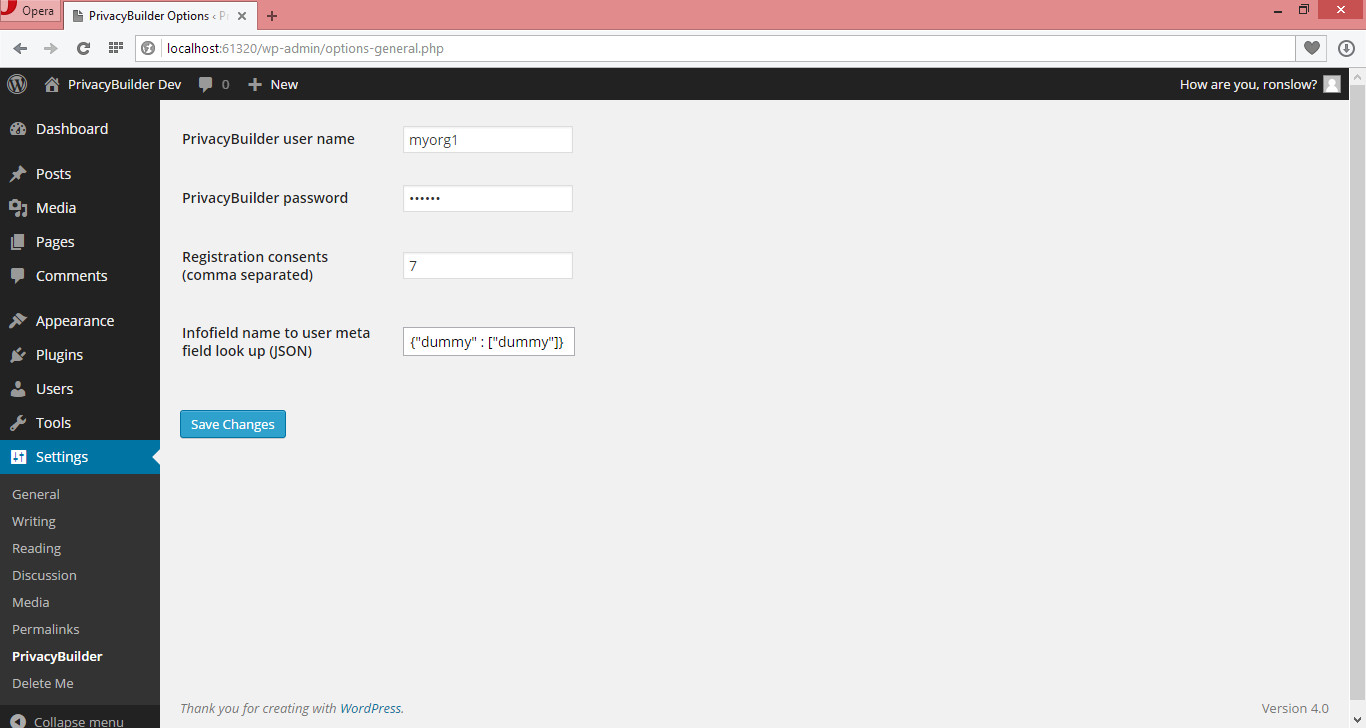 Opera
PrivacyBuilder Options ‹ P
localhost:61320/wp-admin/options-general.php
PrivacyBuilder Dev
0
New
How are you, ronslow?
Dashboard
Posts
Media
Pages
Comments
Appearance
Plugins
Users
Tools
Settings
General
Writing
Reading
Discussion
Media
Permalinks
PrivacyBuilder
Delete Me
Collapse menu
PrivacyBuilder user name
myorg1
PrivacyBuilder password
••••••
Registration consents
(comma separated)
7
Infofield name to user meta
field look up (JSON)
{"dummy" : ["dummy"]}
Save Changes
Thank you for creating with WordPress.
Version 4.0